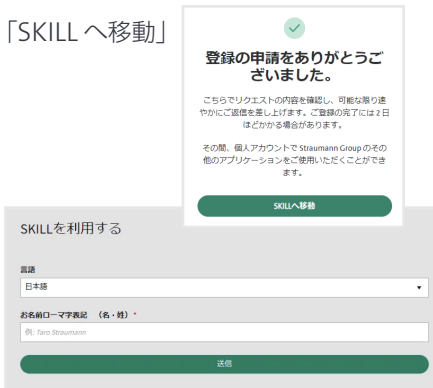 「SKILL へ移動」
登録の申請をありがとうご
ざいました。
こちらでリクエストの内容を確認し、可能な限り速
やかにご返信を差し上げます。ご登録の完了には2日
ほどかかる場合があります。
その間、個人アカウントで Straumann Group のその
他のアプリケーションをご使用いただくことができ
ます。
SKILLへ移動
SKILLを利用する
言語
日本語
お名前ローマ字表記 （名・姓）*
例: Taro Straumann
送信